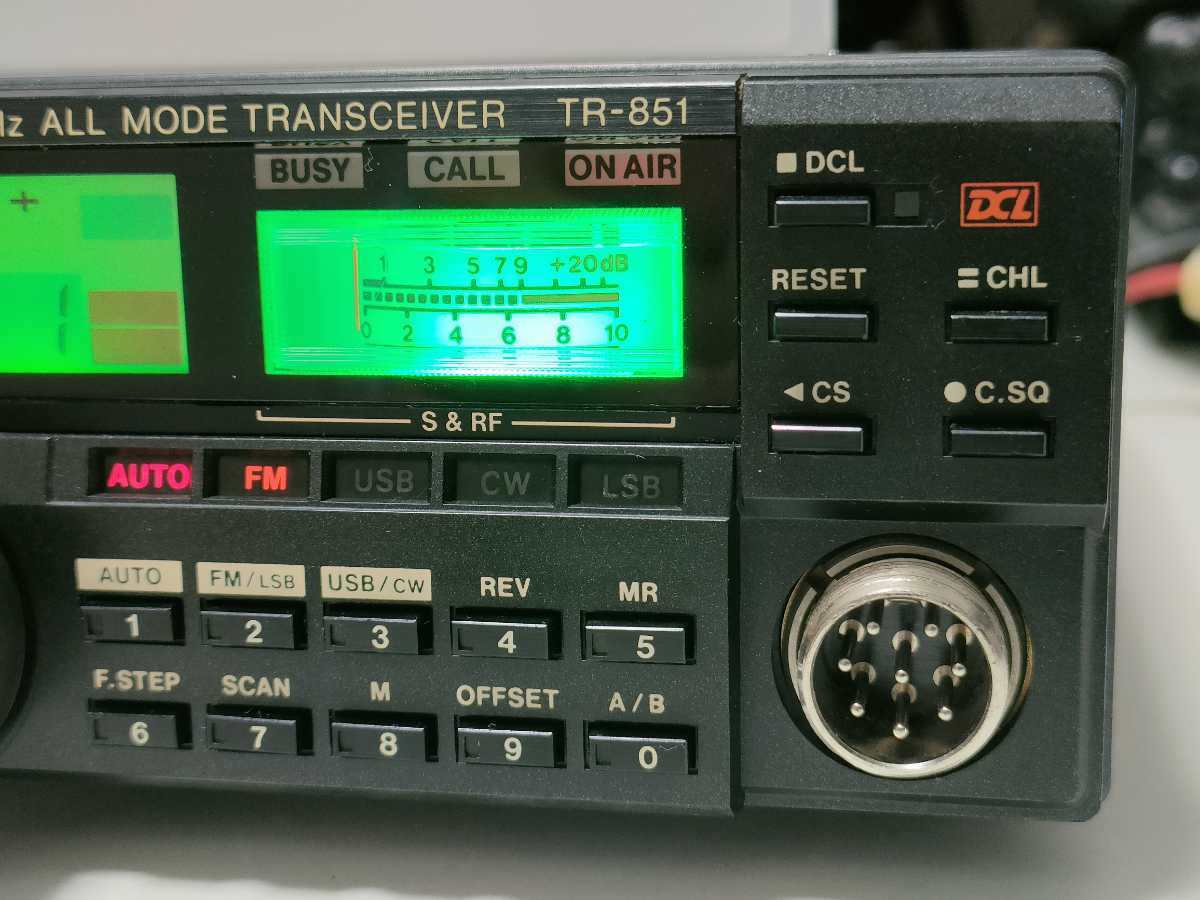 Hz ALL MODE TRANSCEIVER TR-851
BUSY CALL ON AIR
+
1 3 5 7 9 +20dB
0 2 4 6 8 10
S & RF
AUTO FM USB CW LSB
AUTO FM/LSB USB/CW REV MR
1 2 3 4 5
F.STEP SCAN M OFFSET A/B
6 7 8 9 0
■ DCL
DCL
RESET = CHL
◀ CS ● C.SQ